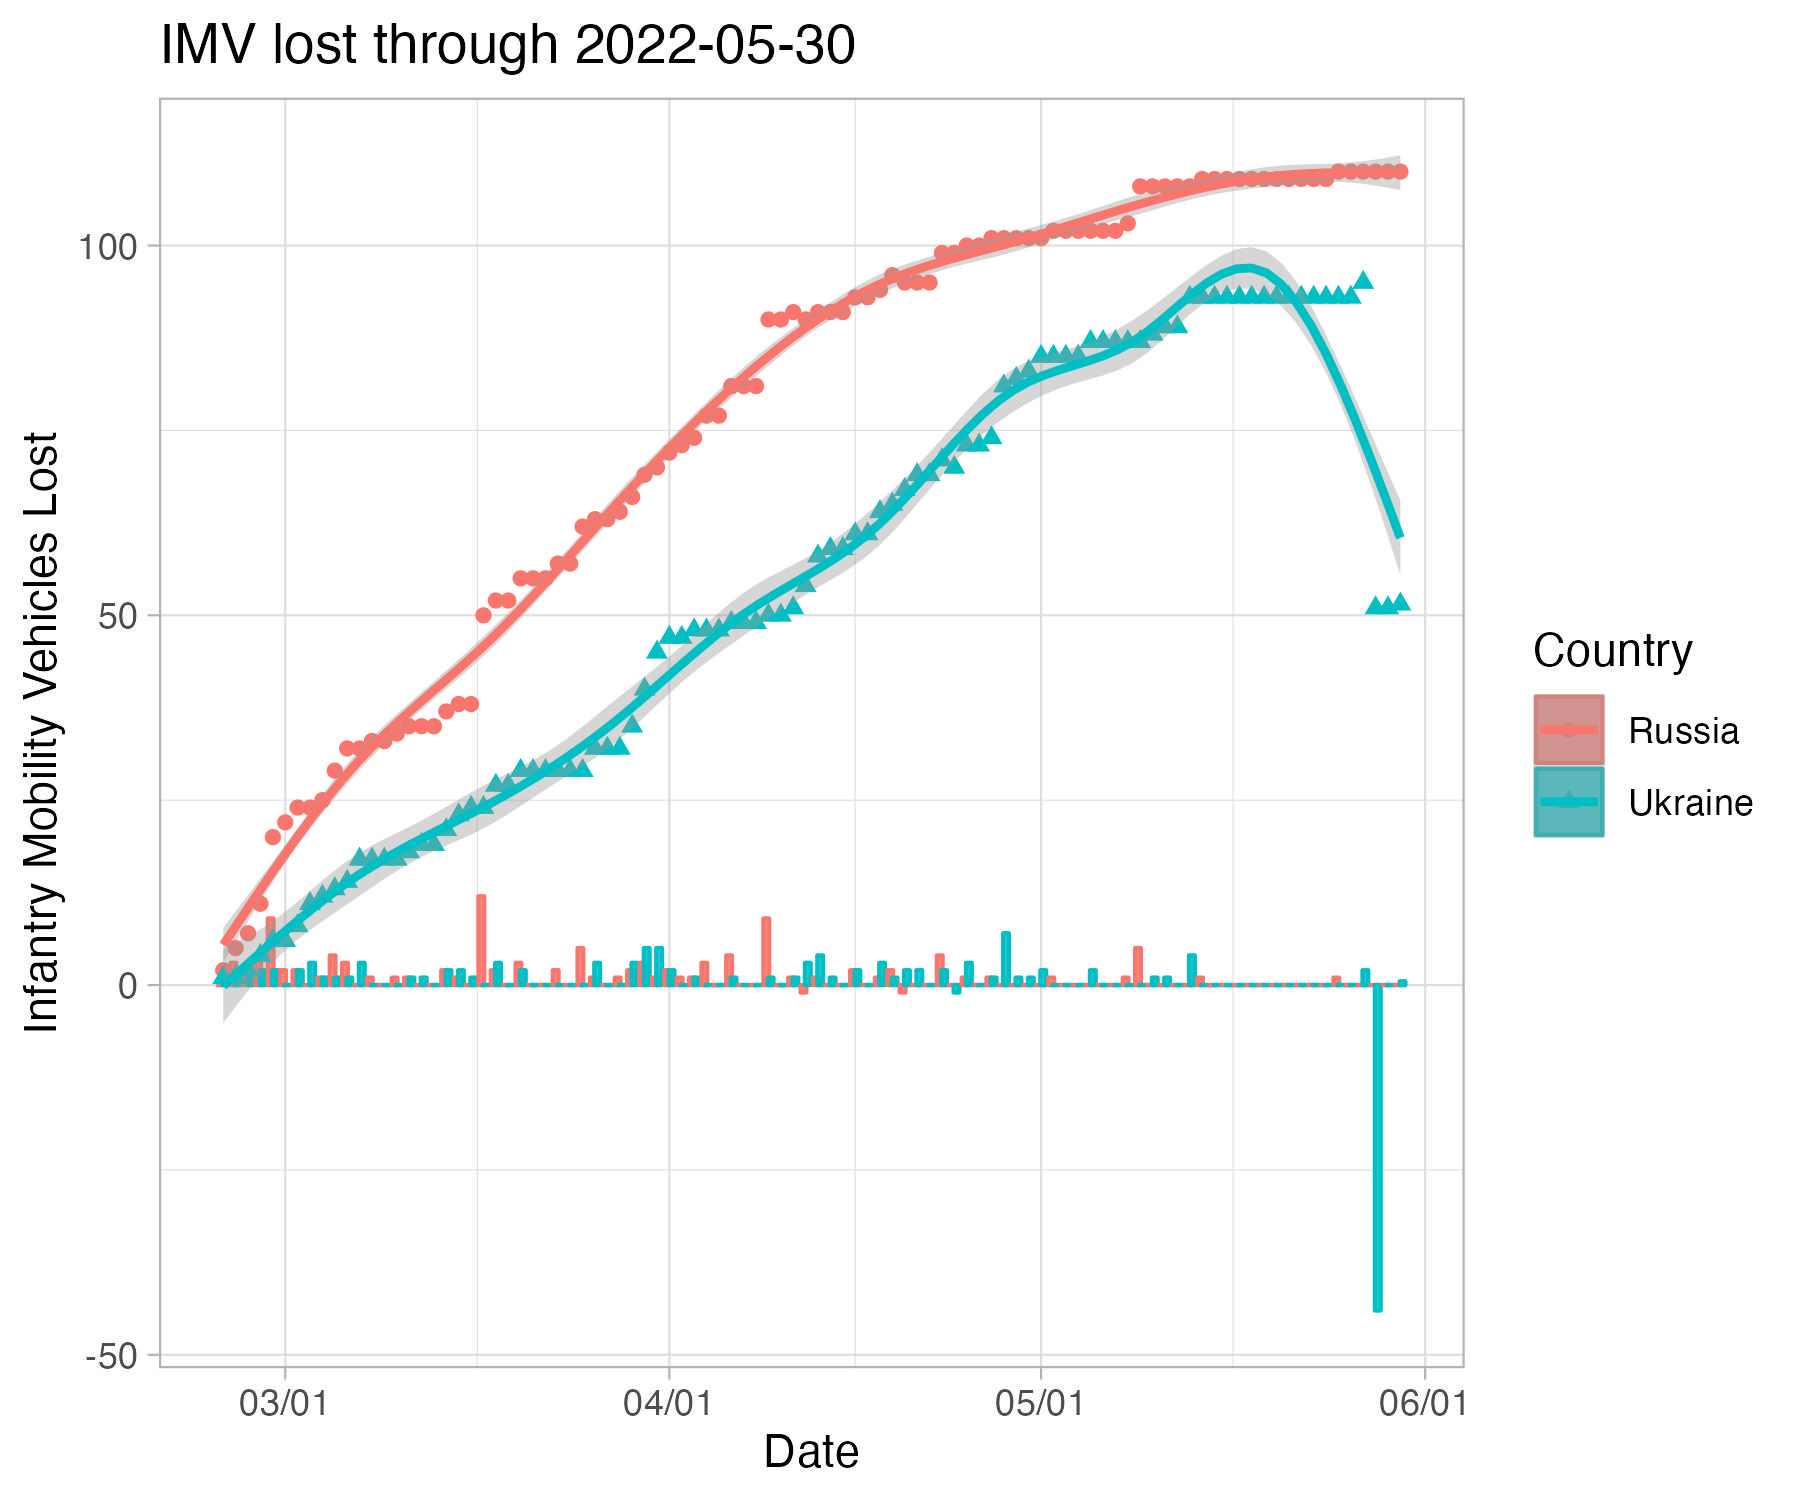 IMV lost through 2022-05-30
Infantry Mobility Vehicles Lost
100
50
0
-50
03/01
04/01
05/01
06/01
Date
Country
Russia
Ukraine